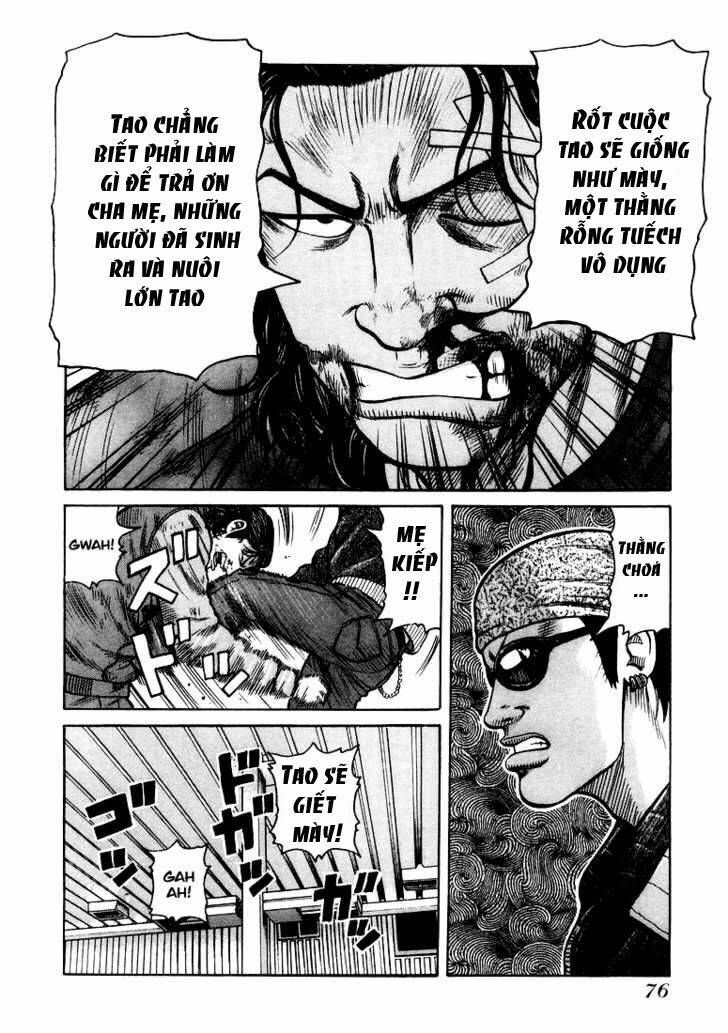 RỐT CUỘC
TAO SẼ GIỐNG
NHƯ MÀY,
MỘT THẰNG
RỖNG TUẾCH
VÔ DỤNG
TAO CHẲNG
BIẾT PHẢI LÀM
GÌ ĐỂ TRẢ ƠN
CHA MẸ, NHỮNG
NGƯỜI ĐÃ SINH
RA VÀ NUÔI
LỚN TAO
THẰNG
CHOÁ
...
MẸ
KIẾP
!!
GWAH!
ズ
ドッ
TAO SẼ
GIẾT
MÀY!
ドガッ
GAH
AH!
ゴッ
バガッ
76